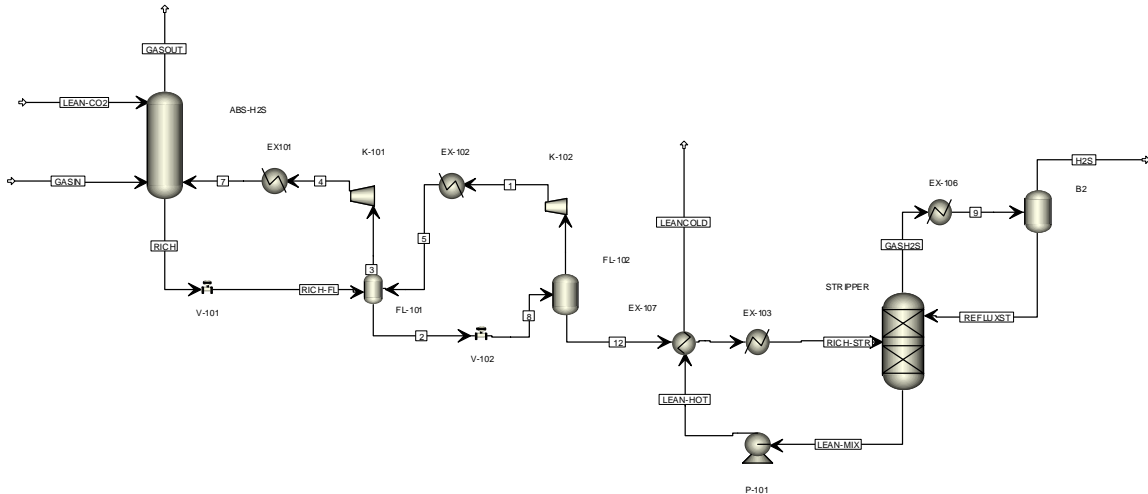 GASOUT
LEAN-CO2
ABS-H2S
GASIN
EX101
K-101
EX-102
K-102
7
4
1
5
3
RICH
V-101
RICH-FL
FL-101
2
V-102
8
FL-102
12
EX-107
LEANCOLD
EX-103
RICH-STR
LEAN-HOT
P-101
LEAN-MIX
STRIPPER
GASH2S
EX-106
9
H2S
B2
REFLUXST